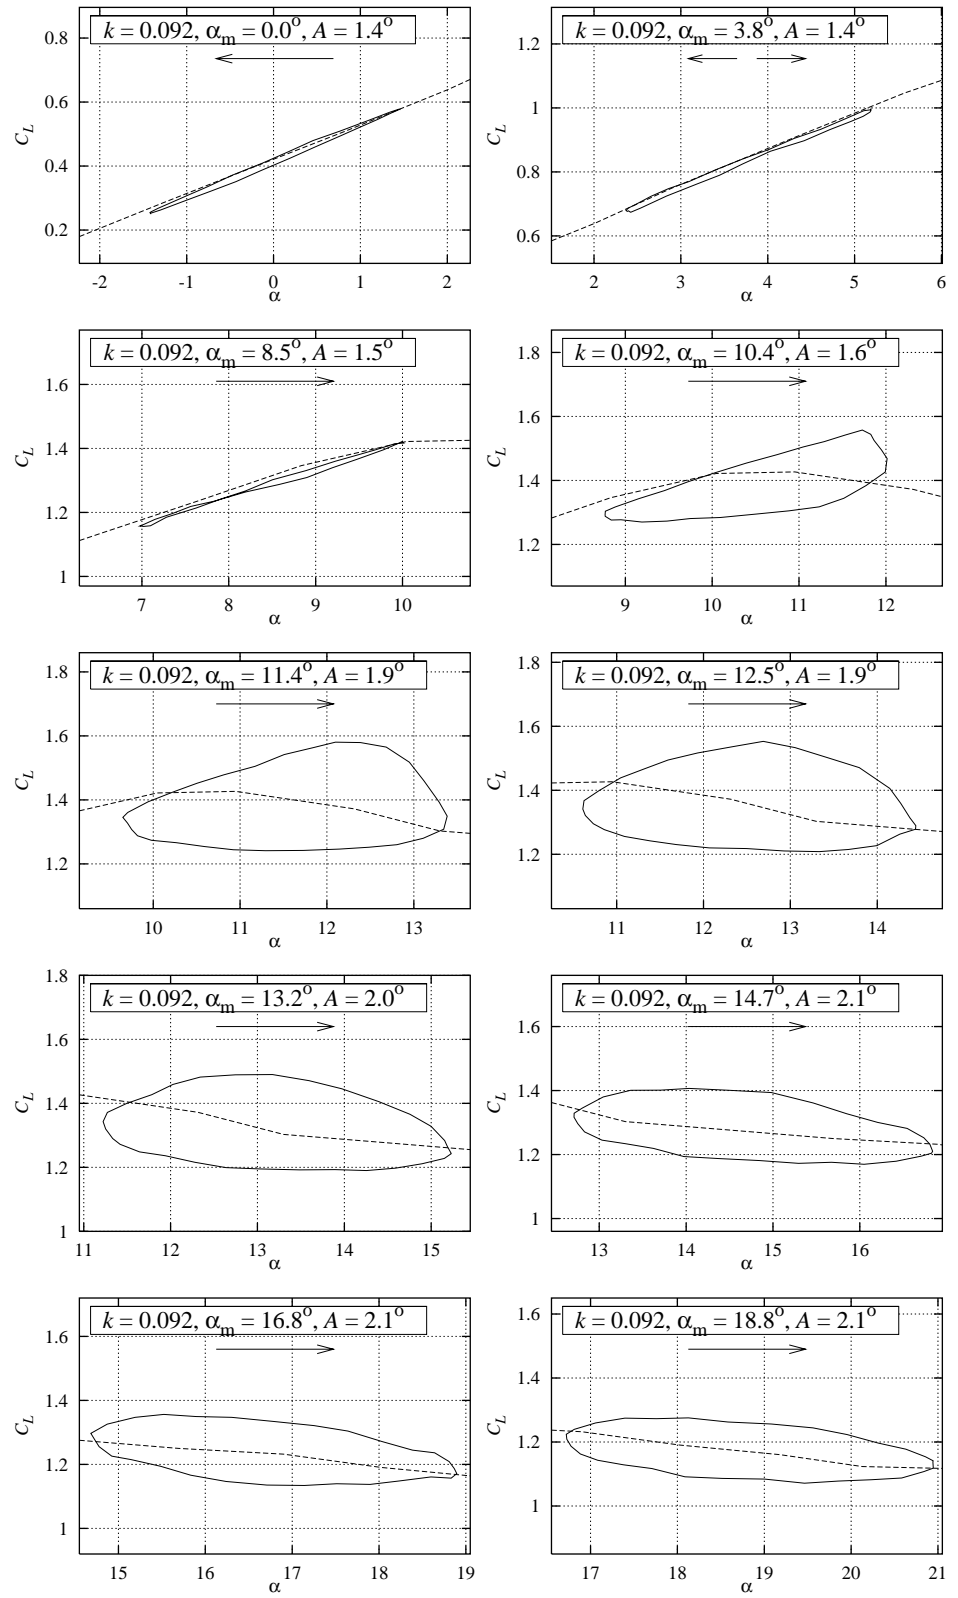 k = 0.092, αm = 0.0°, A = 1.4°
0.8
0.6
0.4
0.2
CL
-2 -1 0 1 2
α
k = 0.092, αm = 3.8°, A = 1.4°
1.2
1
0.8
0.6
CL
2 3 4 5 6
α
k = 0.092, αm = 8.5°, A = 1.5°
1.6
1.4
1.2
1
CL
7 8 9 10
α
k = 0.092, αm = 10.4°, A = 1.6°
1.8
1.6
1.4
1.2
CL
9 10 11 12
α
k = 0.092, αm = 11.4°, A = 1.9°
1.8
1.6
1.4
1.2
CL
10 11 12 13
α
k = 0.092, αm = 12.5°, A = 1.9°
1.8
1.6
1.4
1.2
CL
11 12 13 14
α
k = 0.092, αm = 13.2°, A = 2.0°
1.8
1.6
1.4
1.2
1
CL
11 12 13 14 15
α
k = 0.092, αm = 14.7°, A = 2.1°
1.6
1.4
1.2
1
CL
13 14 15 16
α
k = 0.092, αm = 16.8°, A = 2.1°
1.6
1.4
1.2
1
CL
15 16 17 18 19
α
k = 0.092, αm = 18.8°, A = 2.1°
1.6
1.4
1.2
1
CL
17 18 19 20 21
α